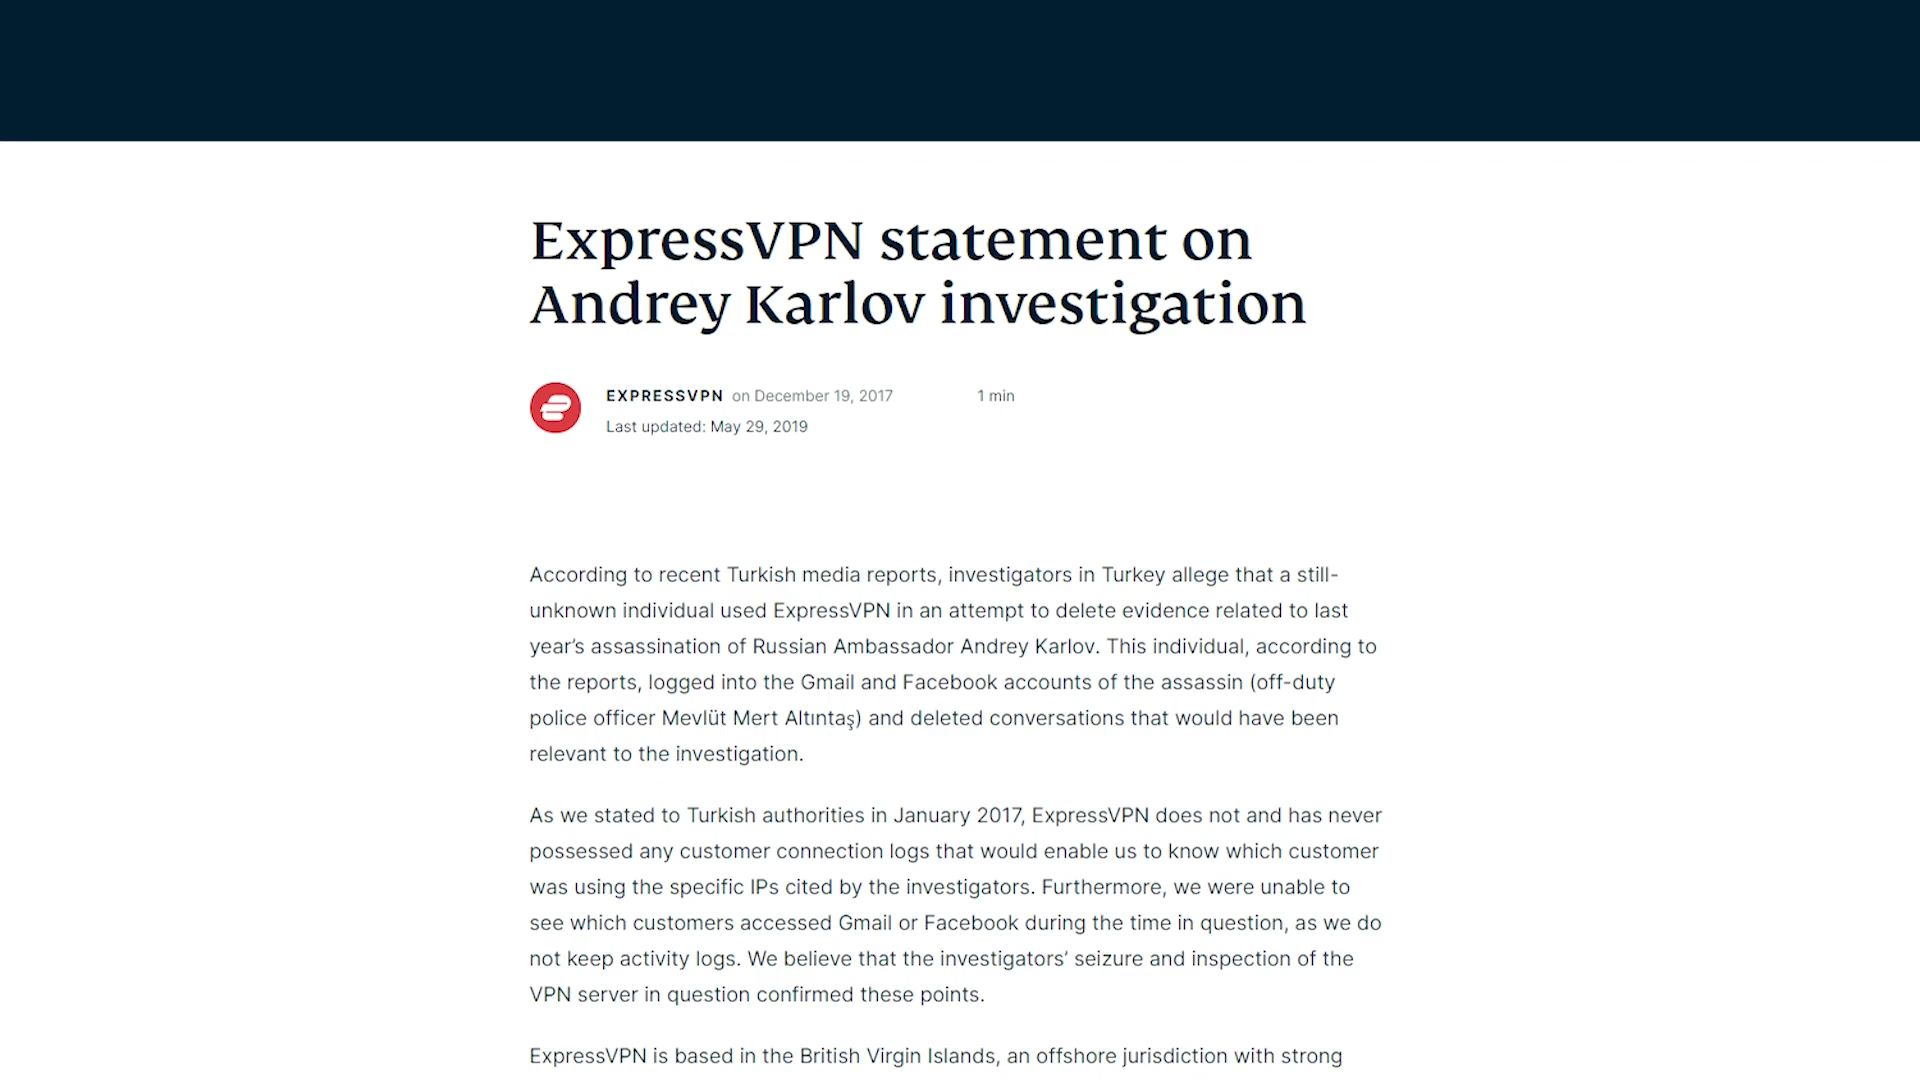 ExpressVPN statement on
Andrey Karlov investigation
EXPRESSVPN on December 19, 2017 1 min
Last updated: May 29, 2019
According to recent Turkish media reports, investigators in Turkey allege that a still-
unknown individual used ExpressVPN in an attempt to delete evidence related to last
year’s assassination of Russian Ambassador Andrey Karlov. This individual, according to
the reports, logged into the Gmail and Facebook accounts of the assassin (off-duty
police officer Mevlüt Mert Altıntaş) and deleted conversations that would have been
relevant to the investigation.
As we stated to Turkish authorities in January 2017, ExpressVPN does not and has never
possessed any customer connection logs that would enable us to know which customer
was using the specific IPs cited by the investigators. Furthermore, we were unable to
see which customers accessed Gmail or Facebook during the time in question, as we do
not keep activity logs. We believe that the investigators’ seizure and inspection of the
VPN server in question confirmed these points.
ExpressVPN is based in the British Virgin Islands, an offshore jurisdiction with strong